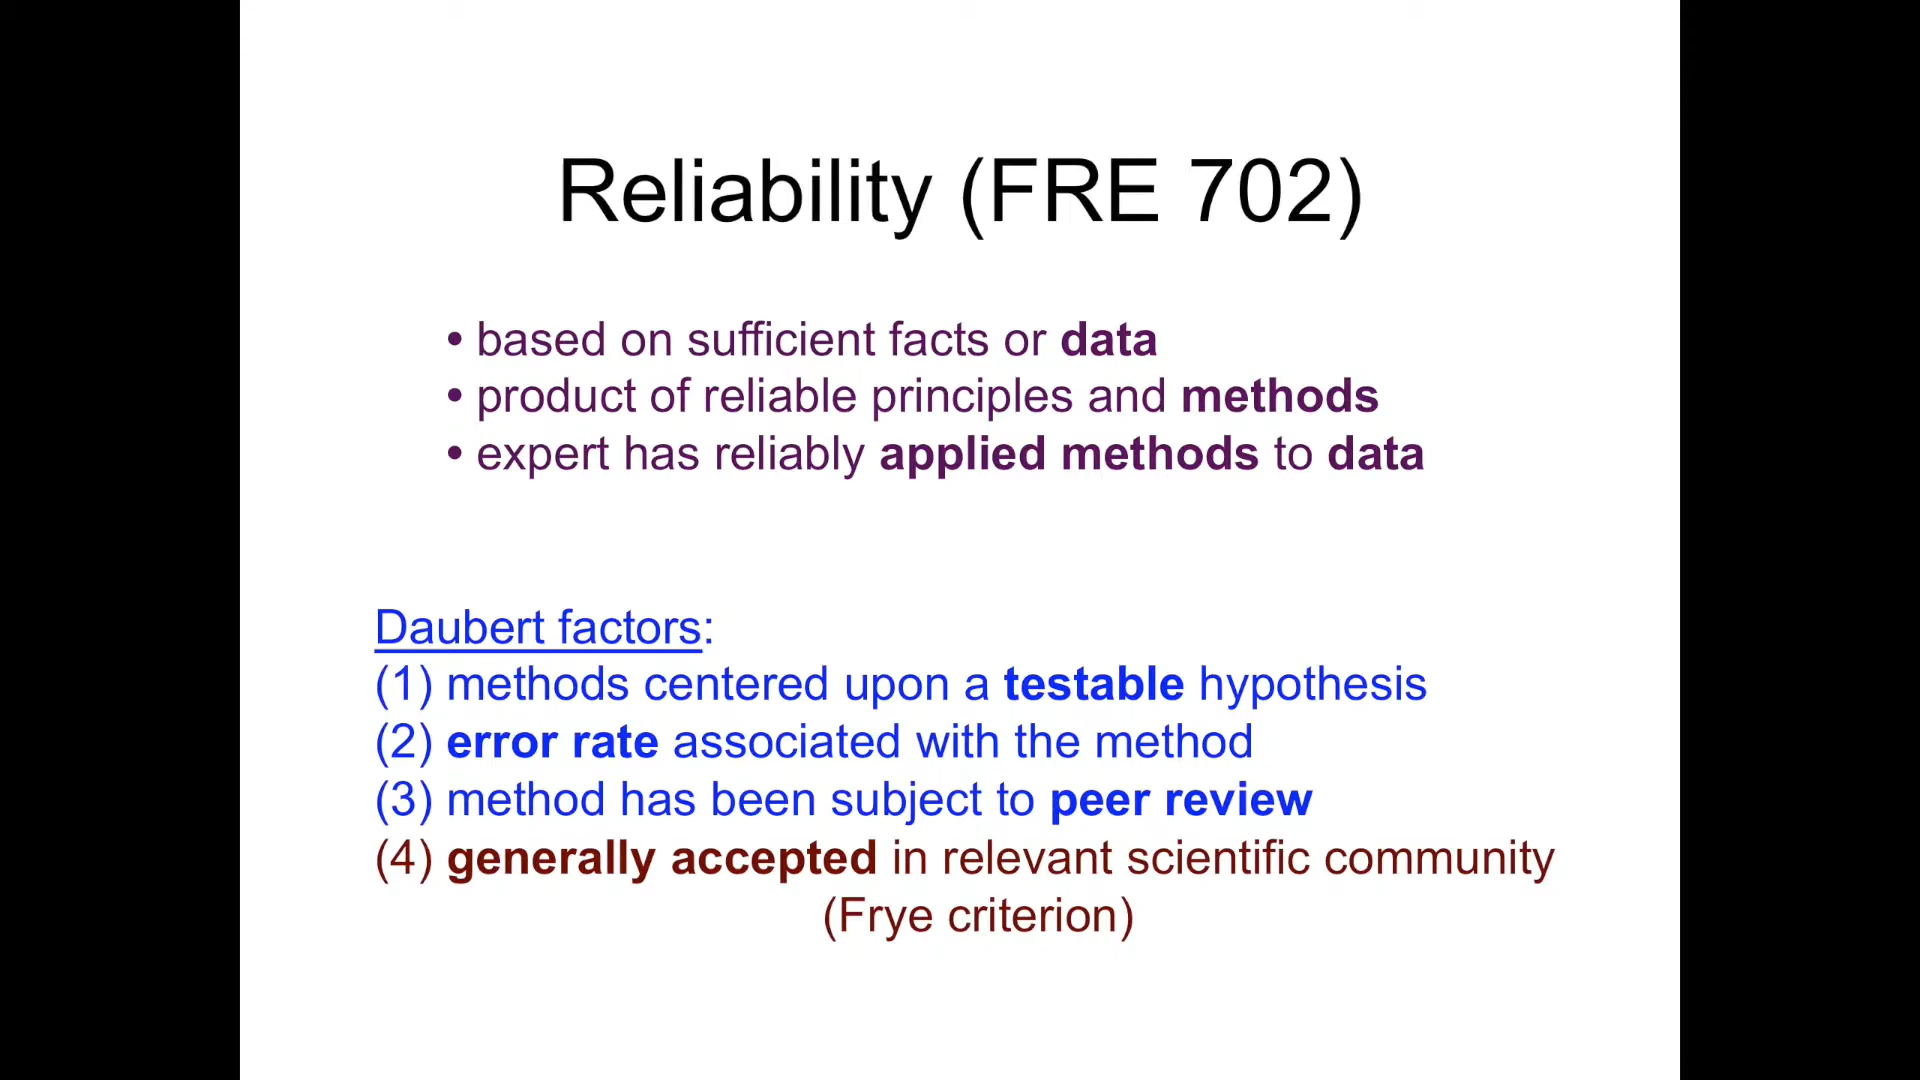 Reliability (FRE 702)
• based on sufficient facts or data
• product of reliable principles and methods
• expert has reliably applied methods to data
Daubert factors:
(1) methods centered upon a testable hypothesis
(2) error rate associated with the method
(3) method has been subject to peer review
(4) generally accepted in relevant scientific community
(Frye criterion)